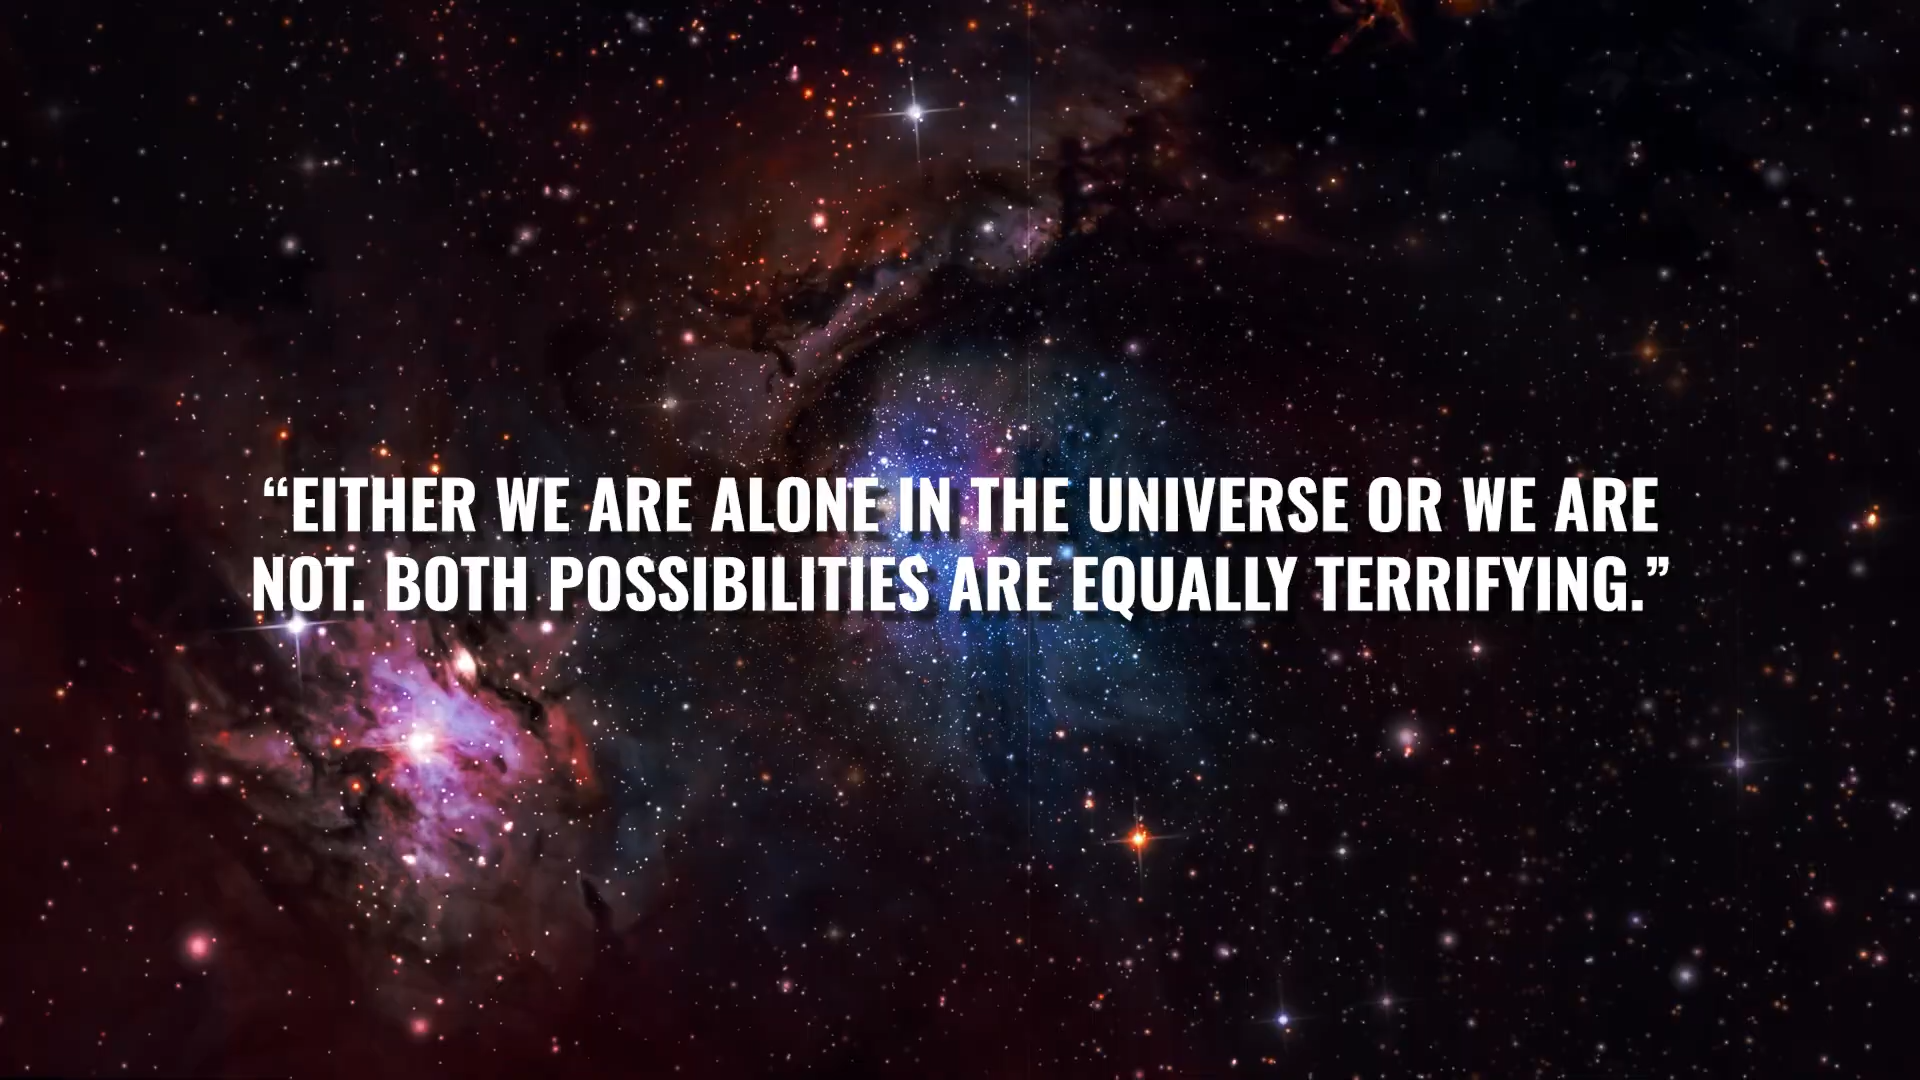 “EITHER WE ARE ALONE IN THE UNIVERSE OR WE ARE
NOT. BOTH POSSIBILITIES ARE EQUALLY TERRIFYING.”